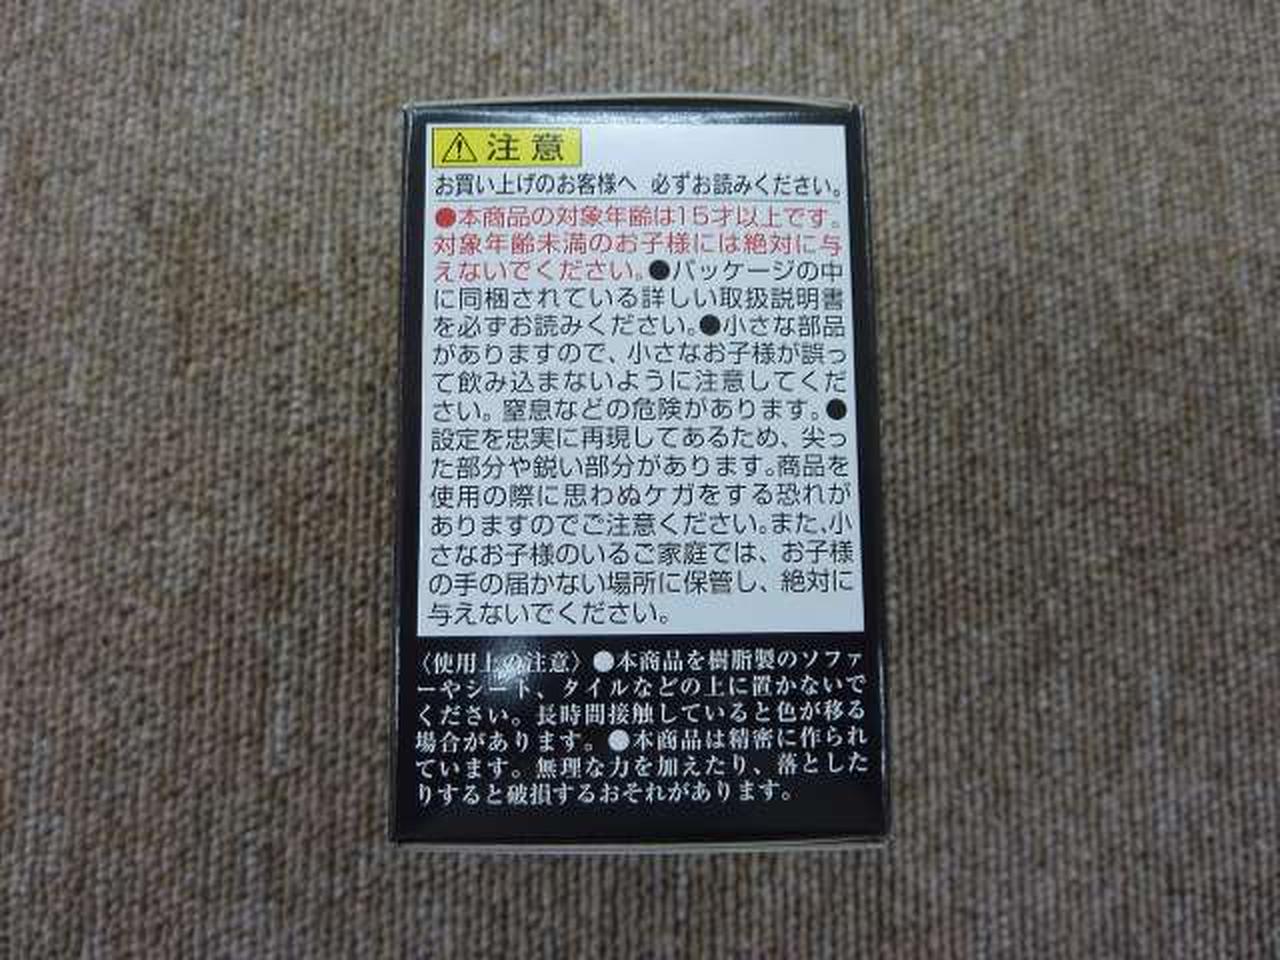 注意
お買い上げのお客様へ 必ずお読みください。
●本商品の対象年齢は15才以上です。
対象年齢未満のお子様には絶対に与
えないでください。●パッケージの中
に同梱されている詳しい取扱説明書
を必ずお読みください。●小さな部品
がありますので、小さなお子様が誤っ
て飲み込まないように注意してくだ
さい。窒息などの危険があります。●
設定を忠実に再現してあるため、尖っ
た部分や鋭い部分があります。商品を
使用の際に思わぬケガをする恐れが
ありますのでご注意ください。また、小
さなお子様のいるご家庭では、お子様
の手の届かない場所に保管し、絶対に
与えないでください。
〈使用上の注意〉●本商品を樹脂製のソファ
ーやシート、タイルなどの上に置かないで
ください。長時間接触していると色が移る
場合があります。●本商品は精密に作られ
ています。無理な力を加えたり、落とした
りすると破損するおそれがあります。